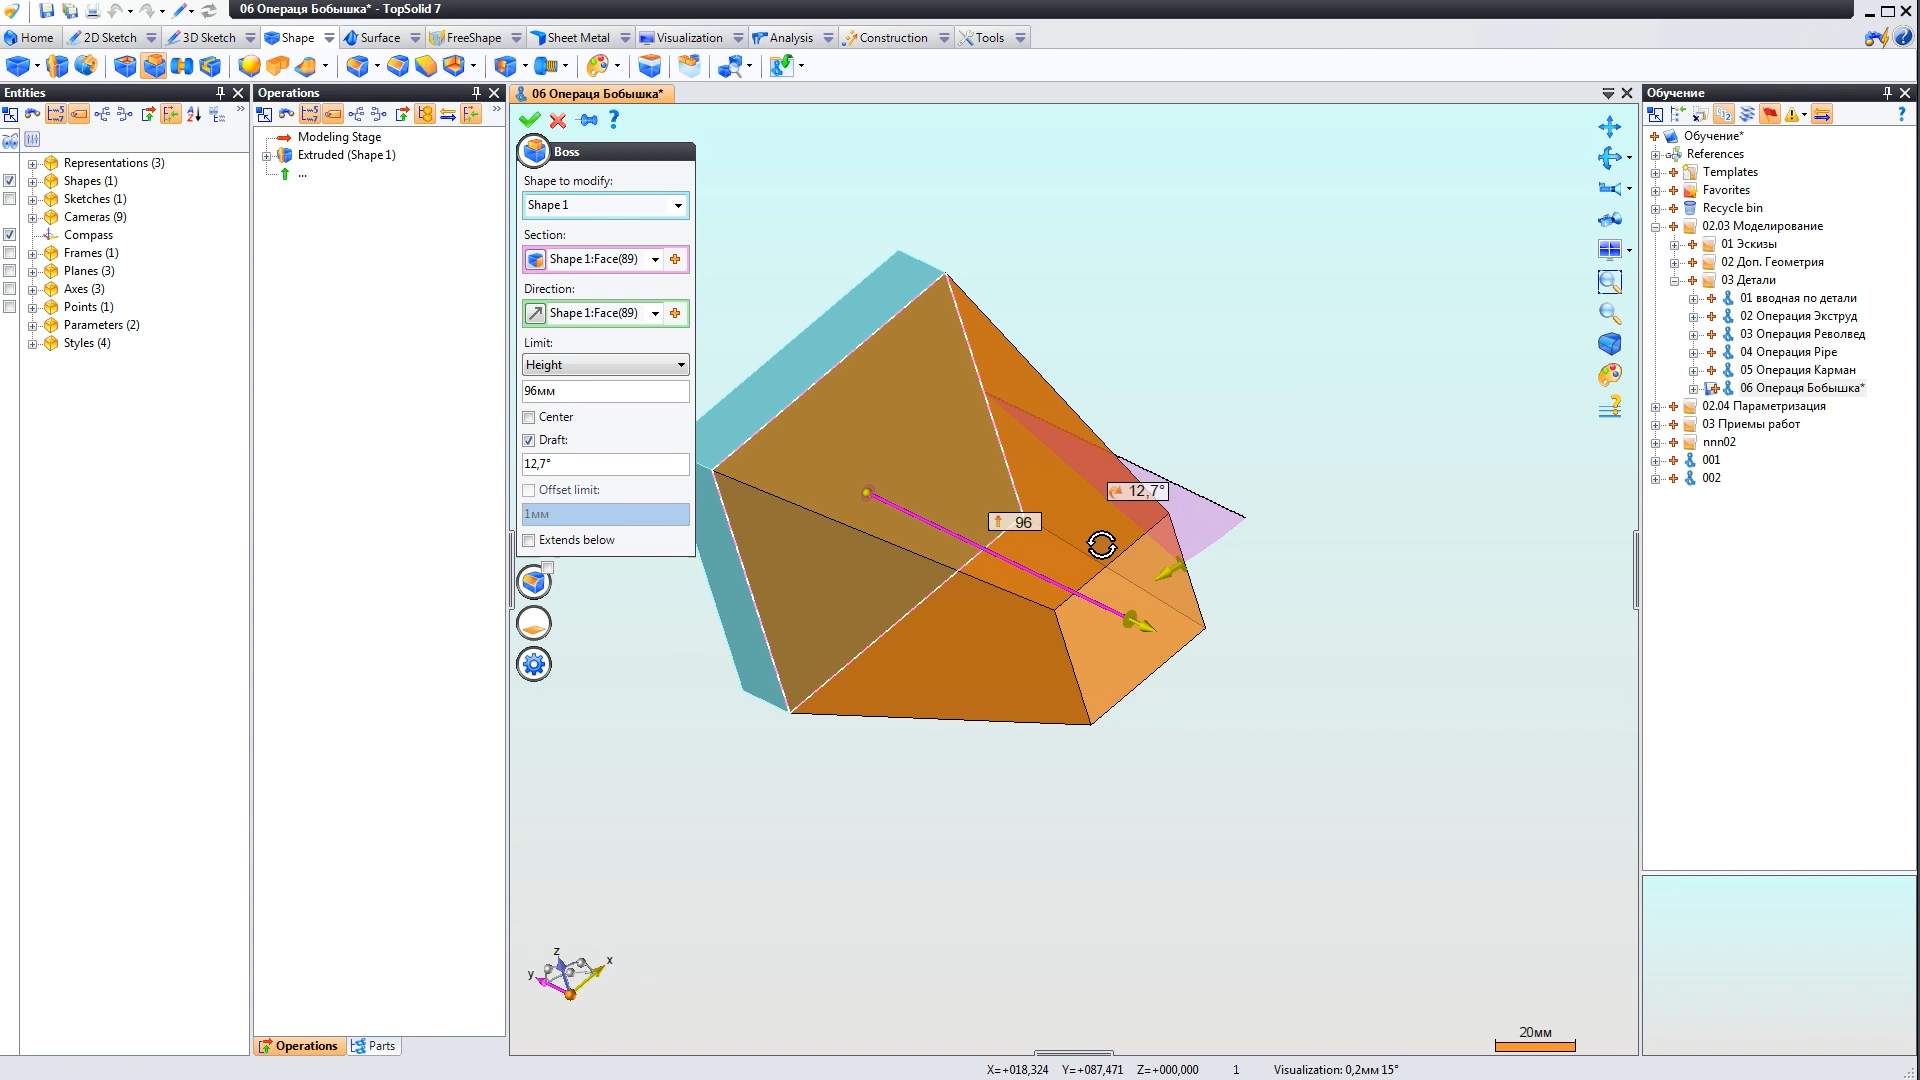 06 Операця Бобышка* - TopSolid 7
Home
2D Sketch
3D Sketch
Shape
Surface
FreeShape
Sheet Metal
Visualization
Analysis
Construction
Tools
Entities
Representations (3)
Shapes (1)
Sketches (1)
Cameras (9)
Compass
Frames (1)
Planes (3)
Axes (3)
Points (1)
Parameters (2)
Styles (4)
Operations
Modeling Stage
Extruded (Shape 1)
...
Operations
Parts
06 Операця Бобышка*
Boss
Shape to modify:
Shape 1
Section:
Shape 1:Face(89)
Direction:
Shape 1:Face(89)
Limit:
Height
96мм
Center
Draft:
12,7°
Offset limit:
1мм
Extends below
12,7°
96
z
y
x
20мм
Обучение
Обучение*
References
Templates
Favorites
Recycle bin
02.03 Моделирование
01 Эскизы
02 Доп. Геометрия
03 Детали
01 вводная по детали
02 Операция Экструд
03 Операция Револвед
04 Операция Pipe
05 Операция Карман
06 Операця Бобышка*
02.04 Параметризация
03 Приемы работ
nnn02
001
002
X=+018,324 Y=+087,471 Z=+000,000 1 Visualization: 0,2мм 15°